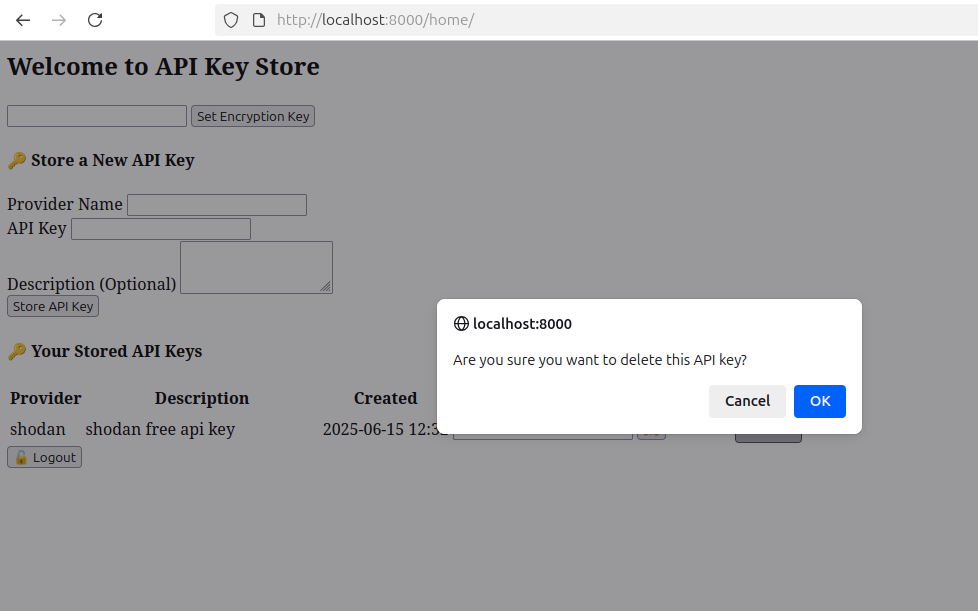 http://localhost:8000/home/
Welcome to API Key Store
Set Encryption Key
🔑 Store a New API Key
Provider Name
API Key
Description (Optional)
Store API Key
🔑 Your Stored API Keys
Provider Description Created
shodan shodan free api key 2025-06-15 12:3
🔓 Logout
localhost:8000
Are you sure you want to delete this API key?
Cancel OK